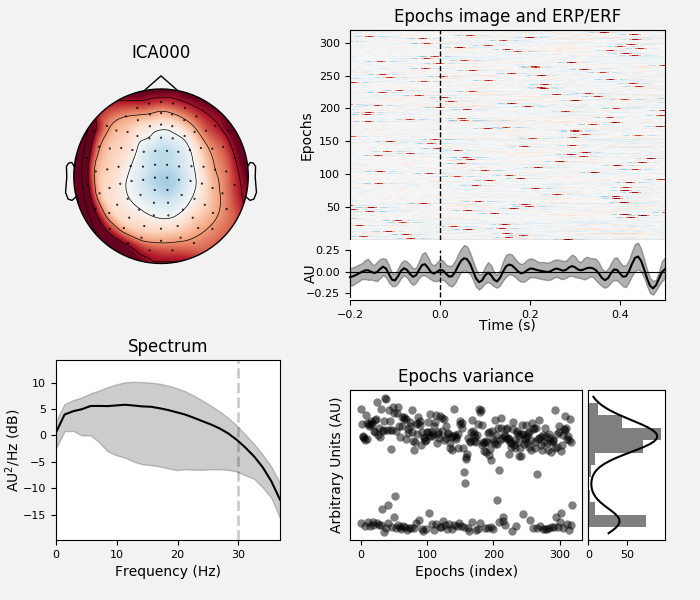 ICA000
Epochs image and ERP/ERF
Epochs
300
250
200
150
100
50
AU
0.25
0.00
−0.25
−0.2
0.0
0.2
0.4
Time (s)
Spectrum
AU²/Hz (dB)
10
5
0
−5
−10
−15
0
10
20
30
Frequency (Hz)
Epochs variance
Arbitrary Units (AU)
0
100
200
300
Epochs (index)
0
50